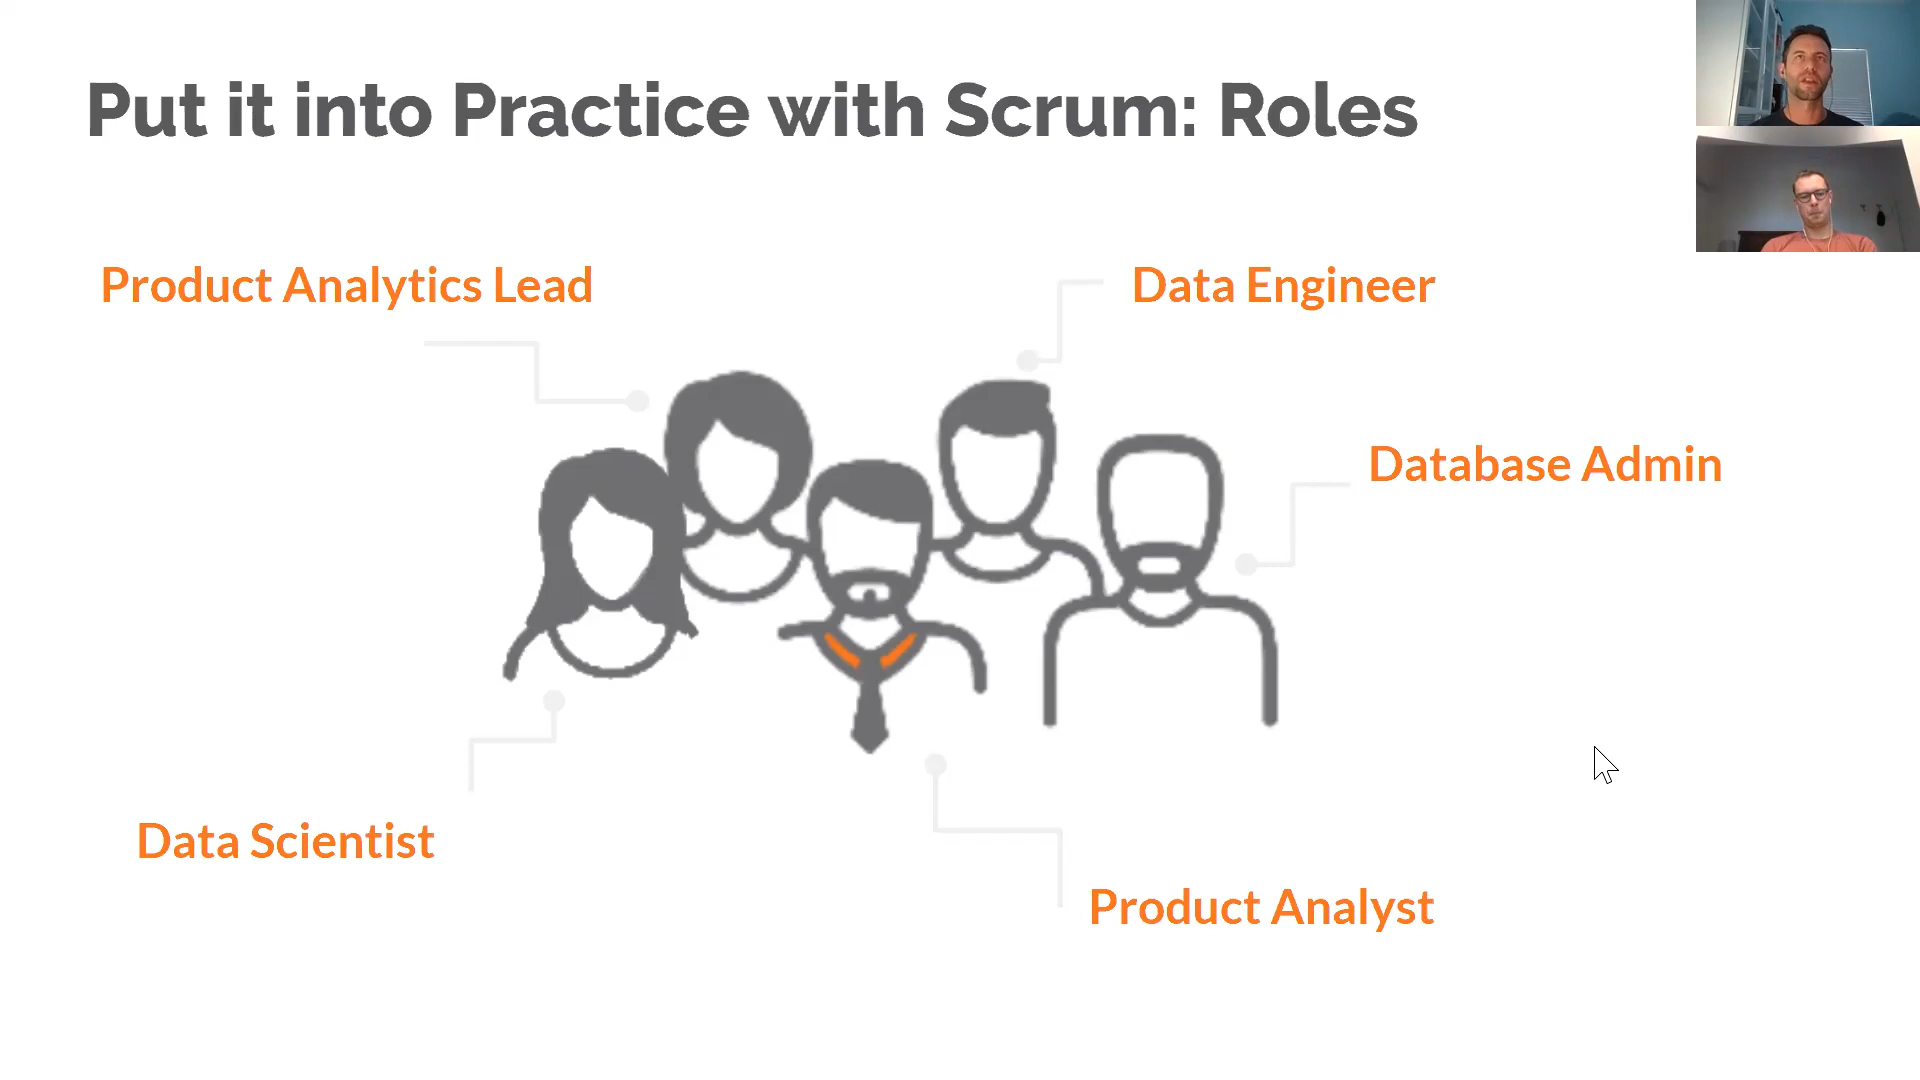 Put it into Practice with Scrum: Roles
Product Analytics Lead
Data Engineer
Database Admin
Data Scientist
Product Analyst